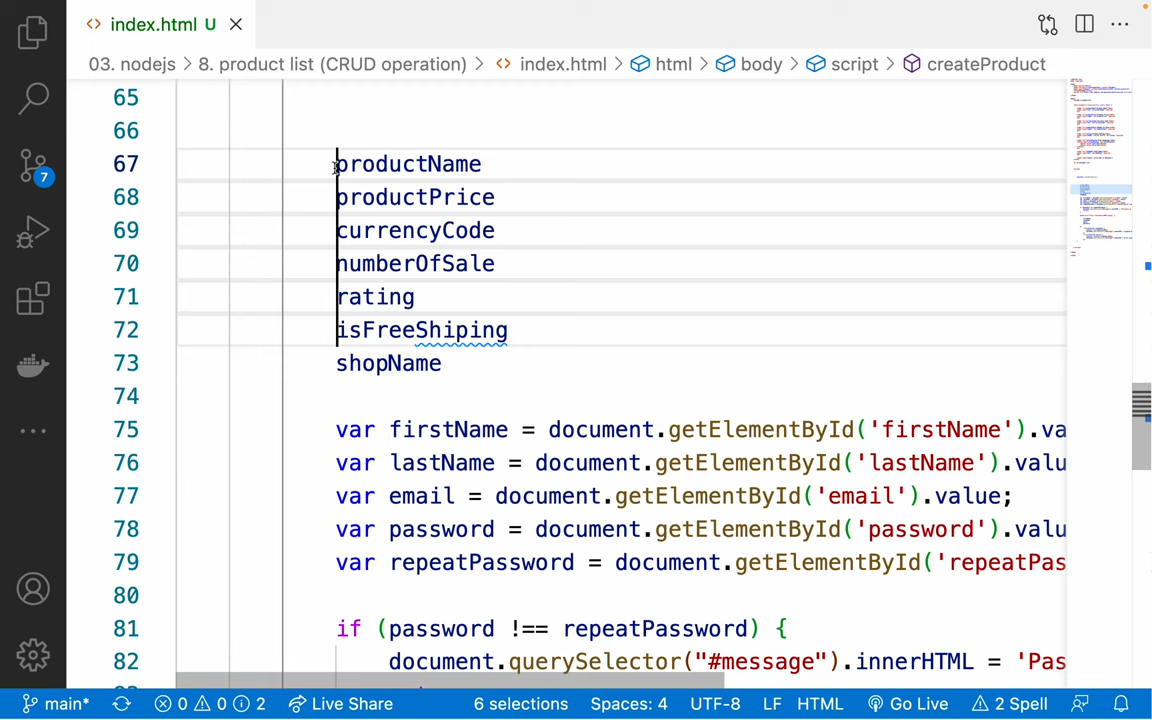 index.html U
03. nodejs > 8. product list (CRUD operation) > index.html > html > body > script > createProduct
65
66
67 productName
68 productPrice
69 currencyCode
70 numberOfSale
71 rating
72 isFreeShiping
73 shopName
74
75 var firstName = document.getElementById('firstName').va
76 var lastName = document.getElementById('lastName').valu
77 var email = document.getElementById('email').value;
78 var password = document.getElementById('password').valu
79 var repeatPassword = document.getElementById('repeatPas
80
81 if (password !== repeatPassword) {
82 document.querySelector("#message").innerHTML = 'Pas
7
main* 0 0 2 Live Share 6 selections Spaces: 4 UTF-8 LF HTML Go Live 2 Spell